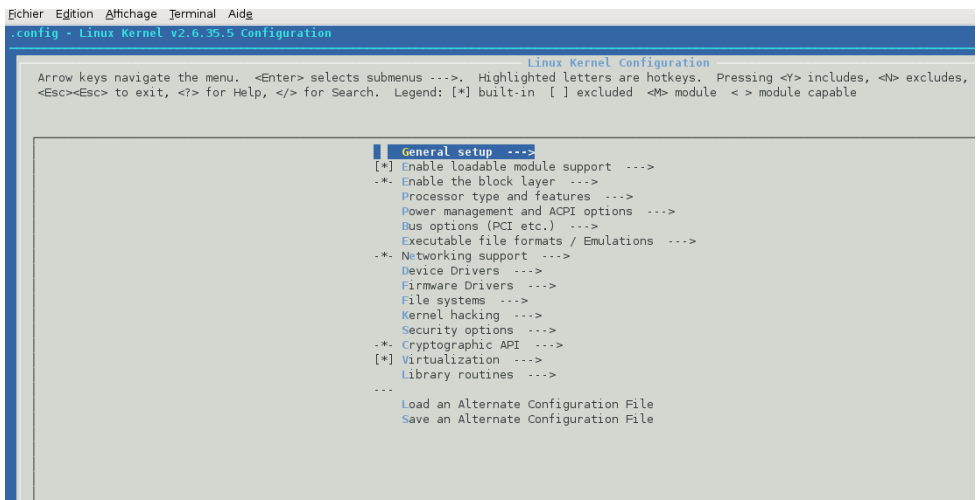 Fichier Edition Affichage Terminal Aide
.config - Linux Kernel v2.6.35.5 Configuration
Linux Kernel Configuration
Arrow keys navigate the menu. <Enter> selects submenus --->. Highlighted letters are hotkeys. Pressing <Y> includes, <N> excludes,
<Esc><Esc> to exit, <?> for Help, </> for Search. Legend: [*] built-in [ ] excluded <M> module < > module capable
General setup --->
[*] Enable loadable module support --->
-*- Enable the block layer --->
Processor type and features --->
Power management and ACPI options --->
Bus options (PCI etc.) --->
Executable file formats / Emulations --->
-*- Networking support --->
Device Drivers --->
Firmware Drivers --->
File systems --->
Kernel hacking --->
Security options --->
-*- Cryptographic API --->
[*] Virtualization --->
Library routines --->
---
Load an Alternate Configuration File
Save an Alternate Configuration File